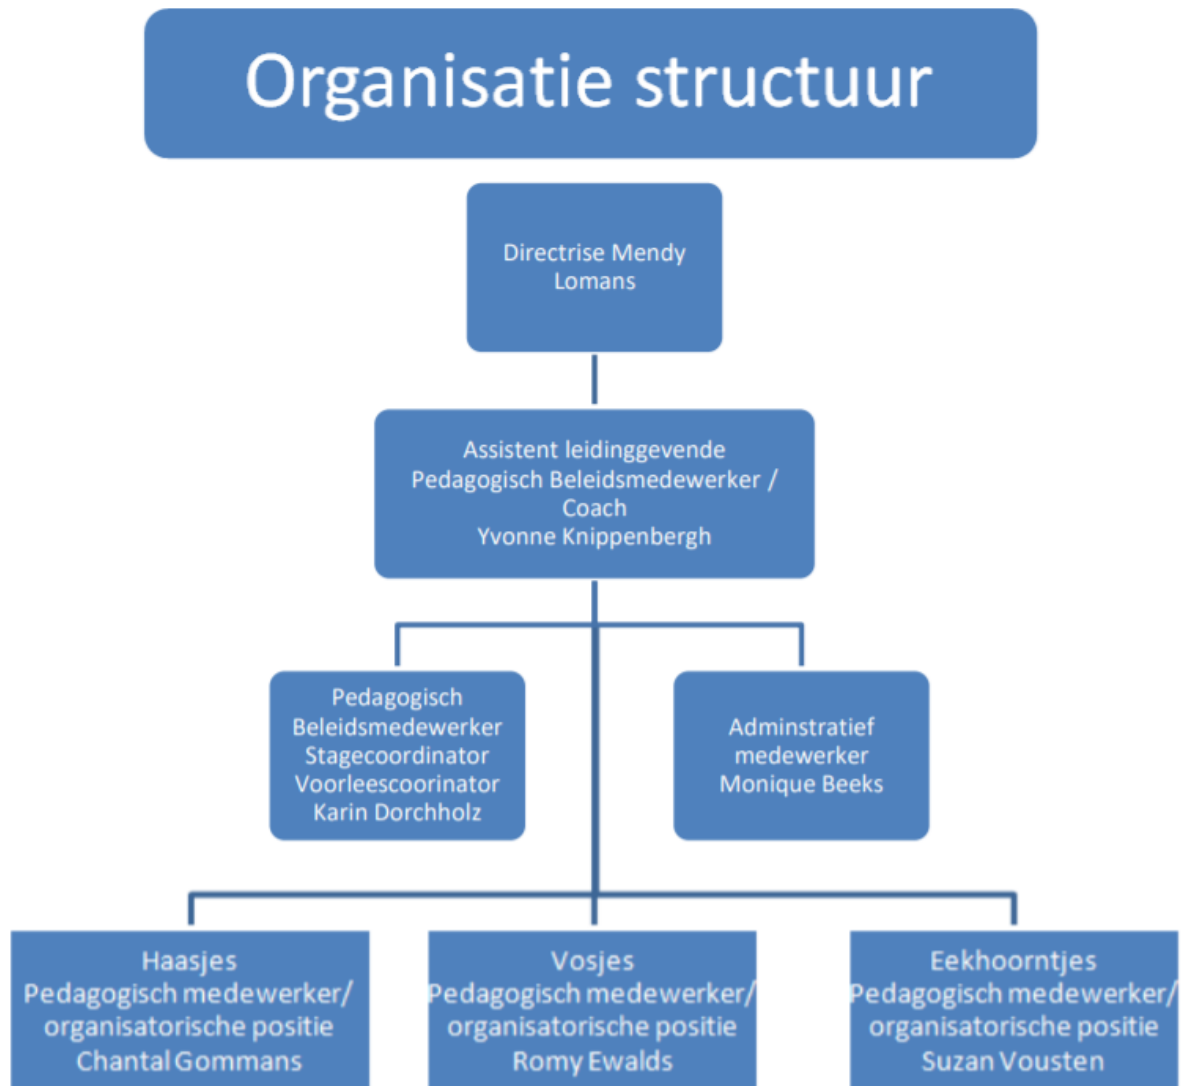 Organisatie structuur
Directrise Mendy
Lomans
Assistent leidinggevende
Pedagogisch Beleidsmedewerker /
Coach
Yvonne Knippenbergh
Pedagogisch
Beleidsmedewerker
Stagecoordinator
Voorleescoorinator
Karin Dorchholz
Adminstratief
medewerker
Monique Beeks
Haasjes
Pedagogisch medewerker/
organisatorische positie
Chantal Gommans
Vosjes
Pedagogisch medewerker/
organisatorische positie
Romy Ewalds
Eekhoorntjes
Pedagogisch medewerker/
organisatorische positie
Suzan Vousten